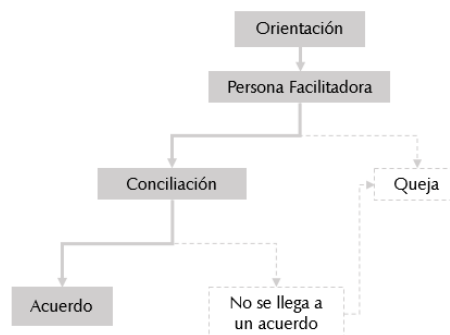 Orientación
Persona Facilitadora
Conciliación
Queja
Acuerdo
No se llega a
un acuerdo